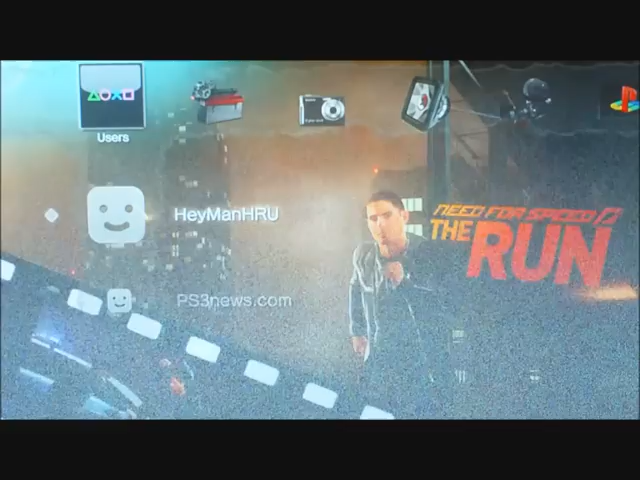 Users
HeyManHRU
PS3news.com
NEED FOR SPEED
THE RUN